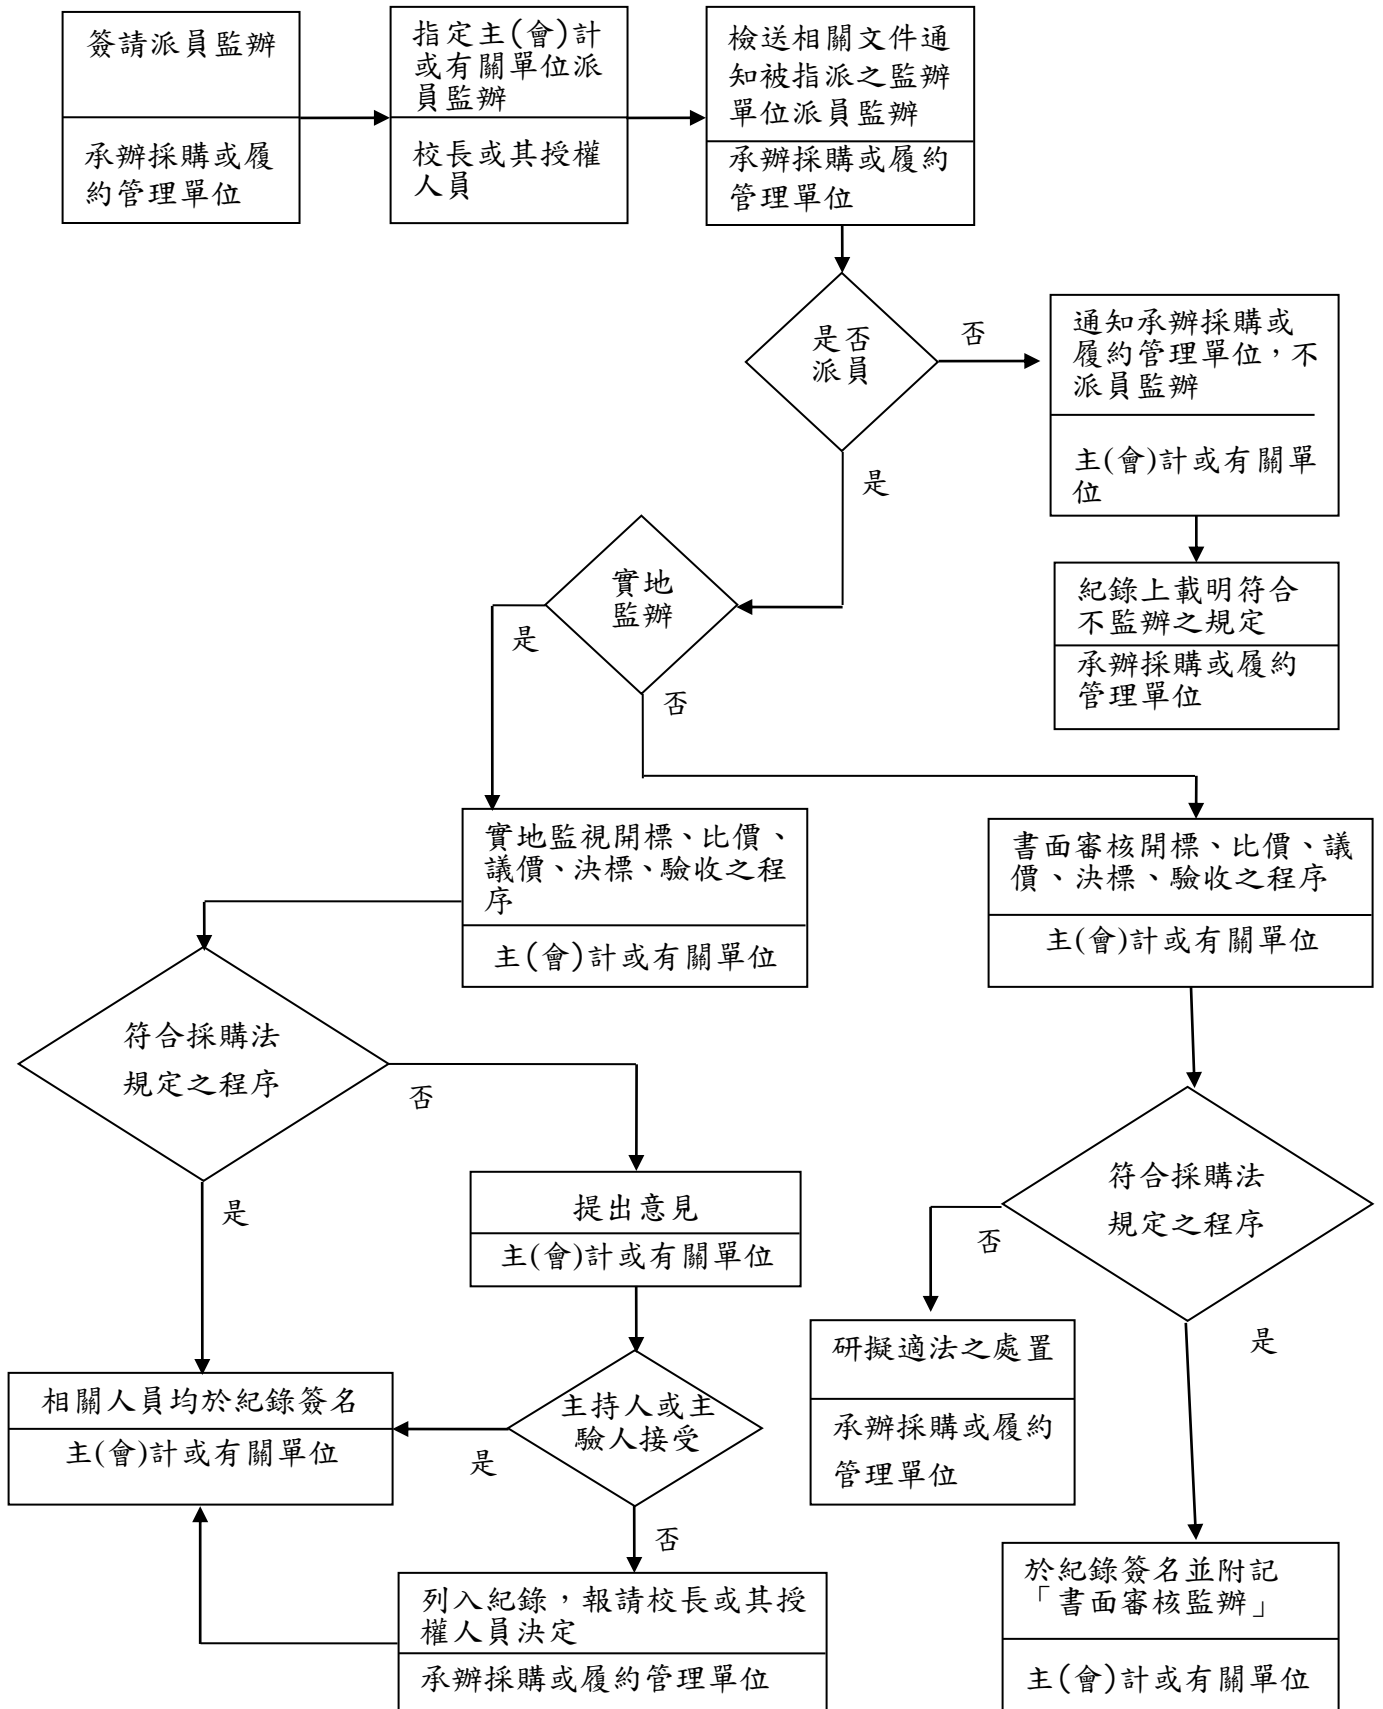 簽請派員監辦
承辦採購或履
約管理單位
指定主(會)計
或有關單位派
員監辦
校長或其授權
人員
檢送相關文件通
知被指派之監辦
單位派員監辦
承辦採購或履約
管理單位
是否
派員
否
通知承辦採購或
履約管理單位，不
派員監辦
主(會)計或有關單
位
是
紀錄上載明符合
不監辦之規定
承辦採購或履約
管理單位
實地
監辦
是
否
實地監視開標、比價、
議價、決標、驗收之程
序
主(會)計或有關單位
書面審核開標、比價、議
價、決標、驗收之程序
主(會)計或有關單位
符合採購法
規定之程序
否
是
提出意見
主(會)計或有關單位
符合採購法
規定之程序
否
是
研擬適法之處置
承辦採購或履約
管理單位
相關人員均於紀錄簽名
主(會)計或有關單位
主持人或主
驗人接受
是
否
列入紀錄，報請校長或其授
權人員決定
承辦採購或履約管理單位
於紀錄簽名並附記
「書面審核監辦」
主(會)計或有關單位